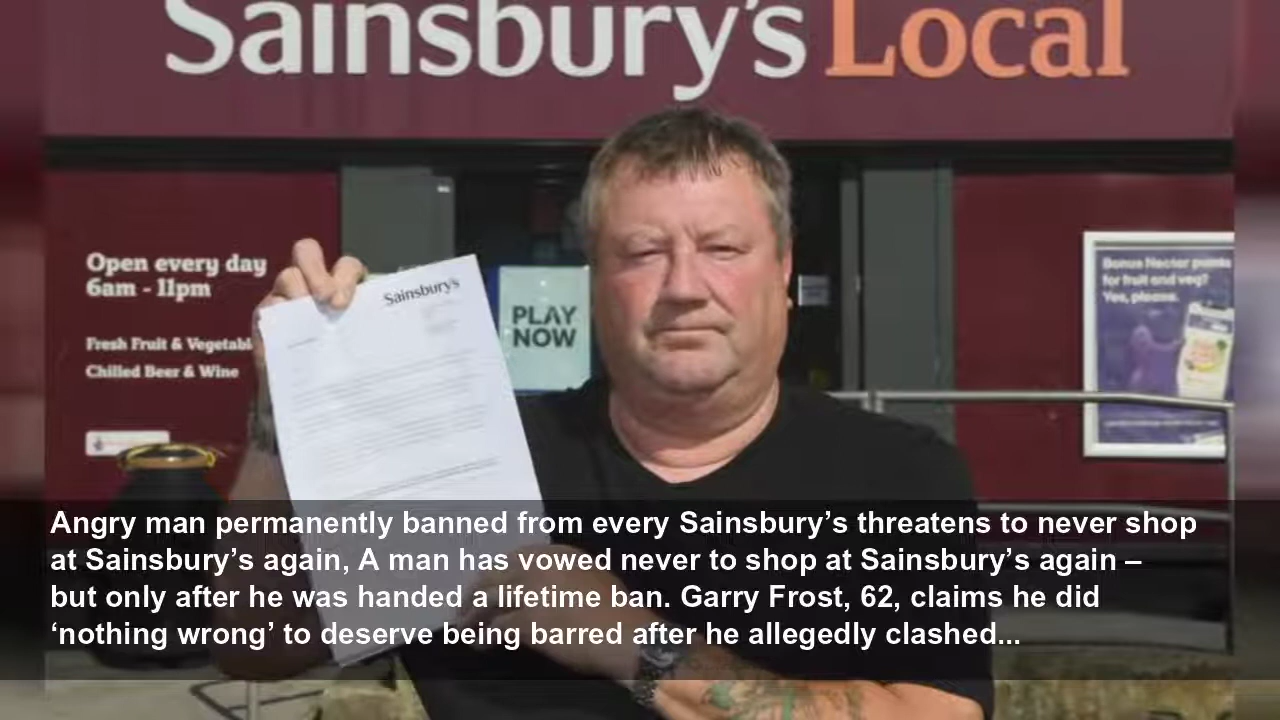 Sainsbury's Local
Open every day
6am - 11pm
Fresh Fruit & Vegetabl
Chilled Beer & Wine
Sainsbury's
PLAY
NOW
Bonus Nectar points
for fruit and veg?
Yes, please.
Angry man permanently banned from every Sainsbury’s threatens to never shop
at Sainsbury’s again, A man has vowed never to shop at Sainsbury’s again –
but only after he was handed a lifetime ban. Garry Frost, 62, claims he did
‘nothing wrong’ to deserve being barred after he allegedly clashed...